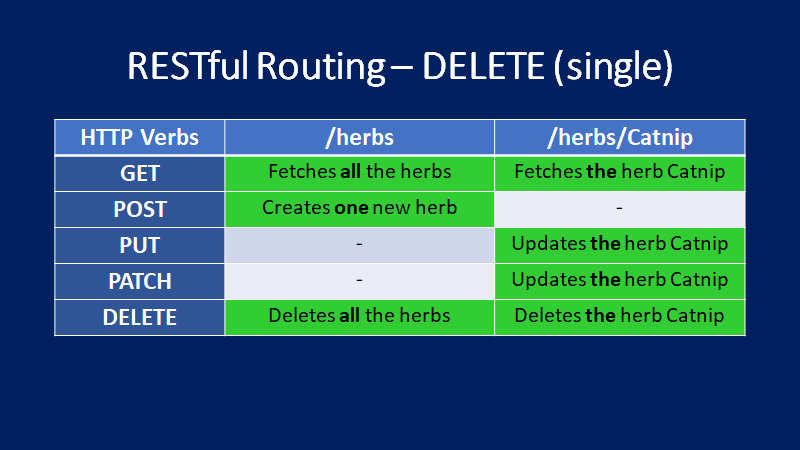 RESTful Routing – DELETE (single)
HTTP Verbs /herbs /herbs/Catnip
GET Fetches all the herbs Fetches the herb Catnip
POST Creates one new herb -
PUT - Updates the herb Catnip
PATCH - Updates the herb Catnip
DELETE Deletes all the herbs Deletes the herb Catnip